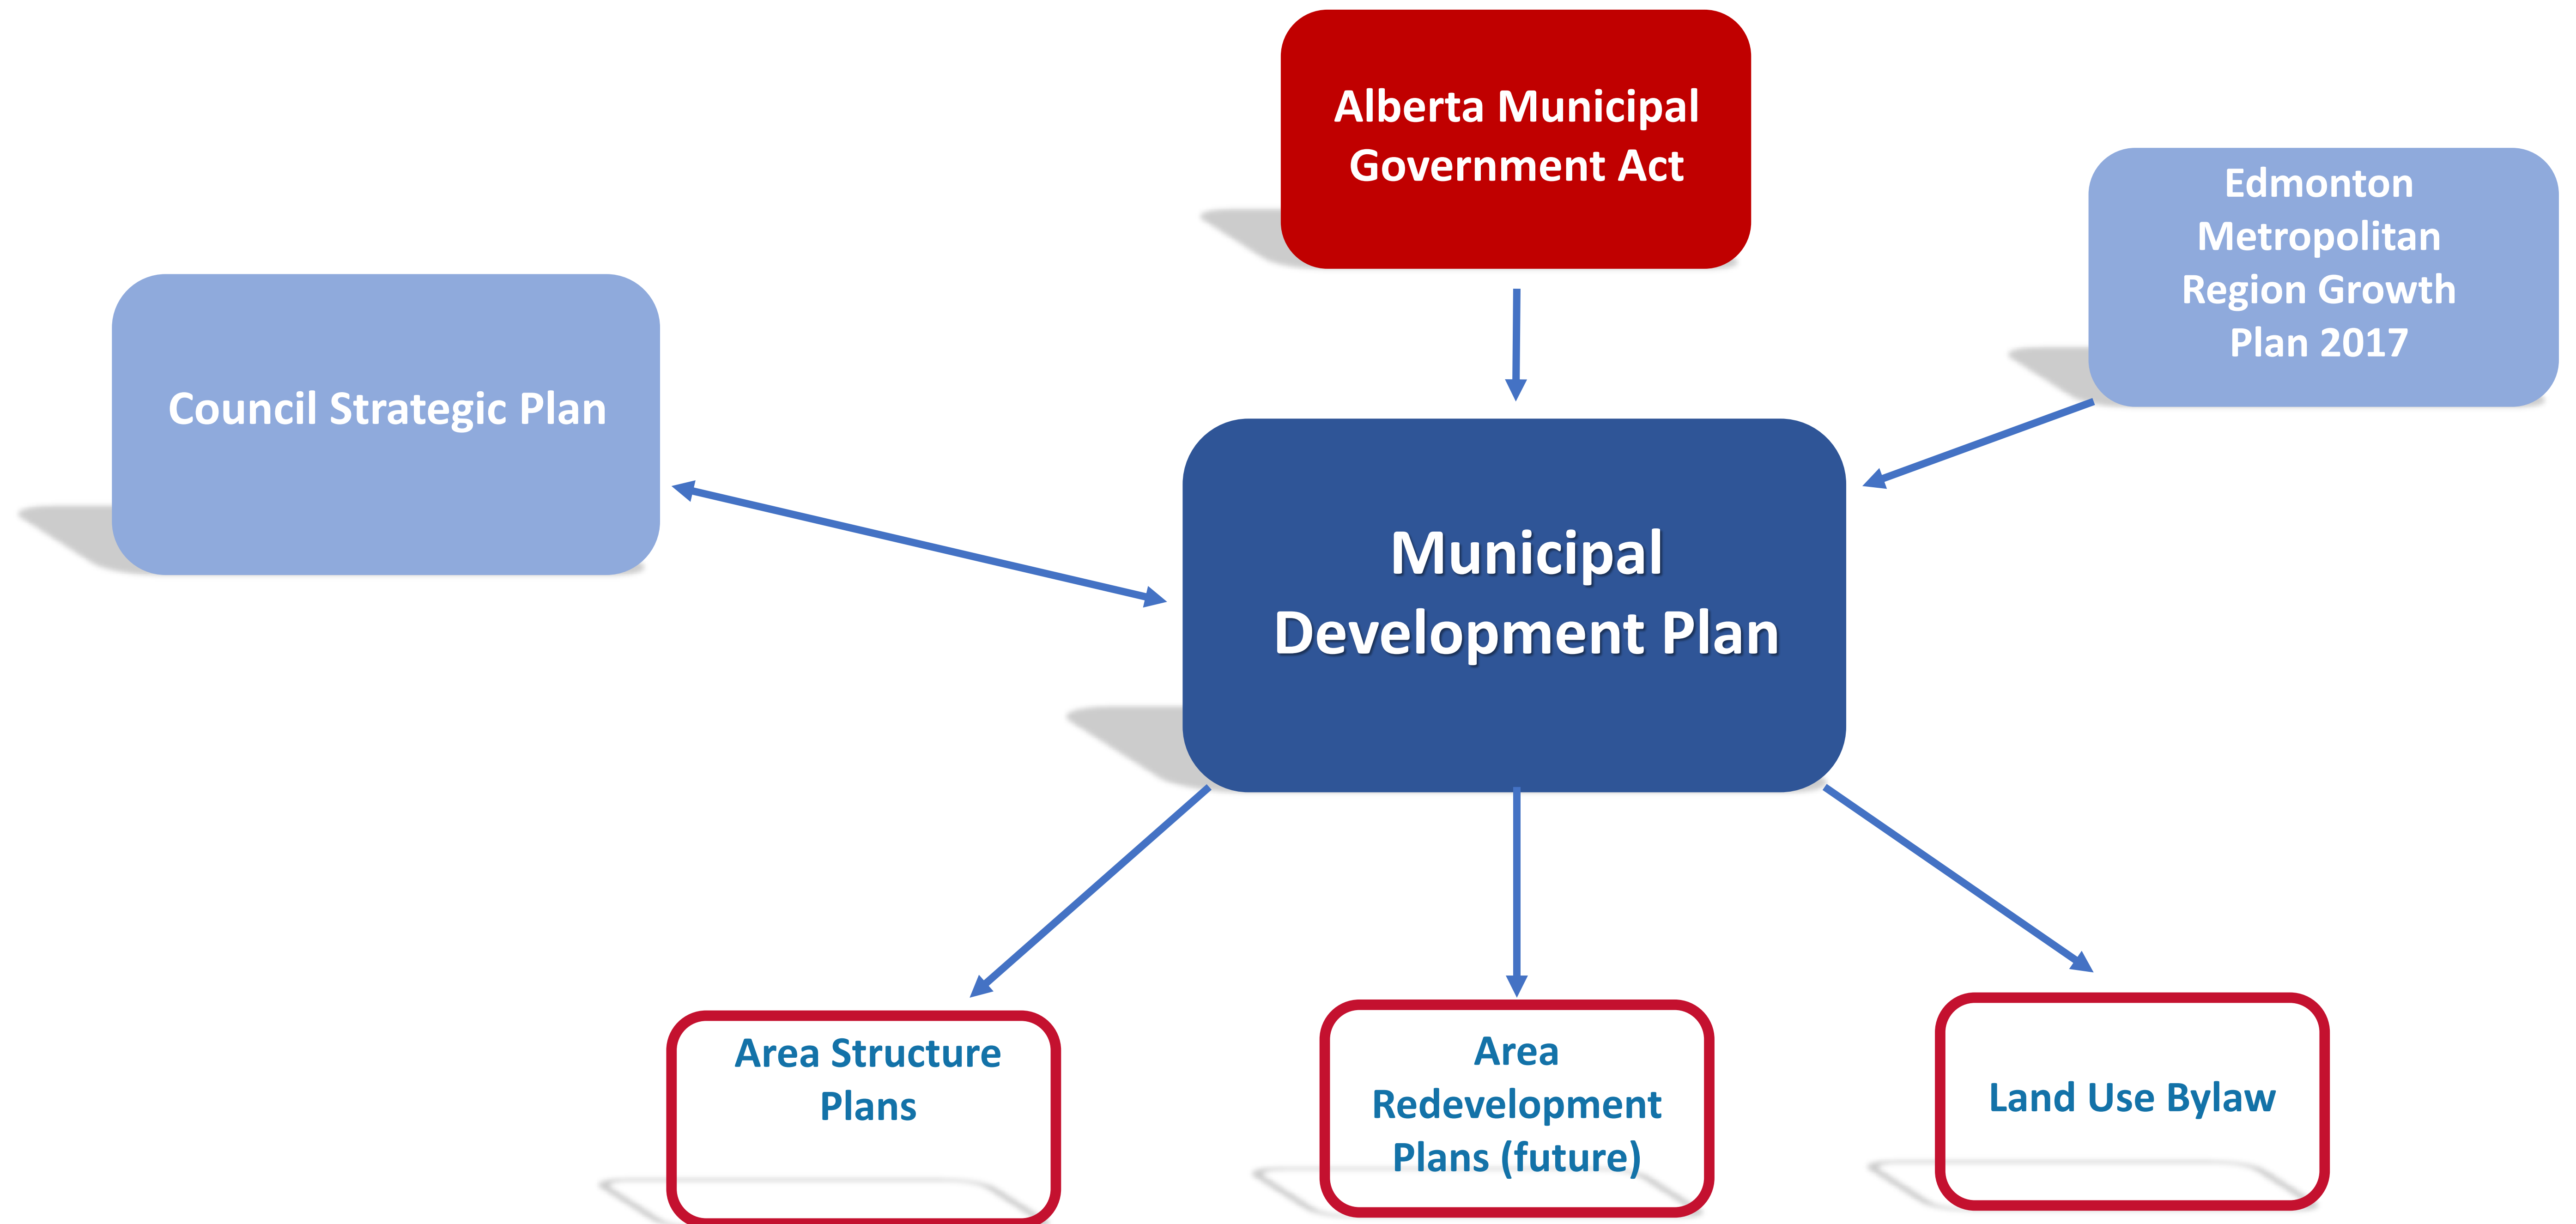 Alberta Municipal
Government Act
Edmonton
Metropolitan
Region Growth
Plan 2017
Council Strategic Plan
Municipal
Development Plan
Area Structure
Plans
Area
Redevelopment
Plans (future)
Land Use Bylaw